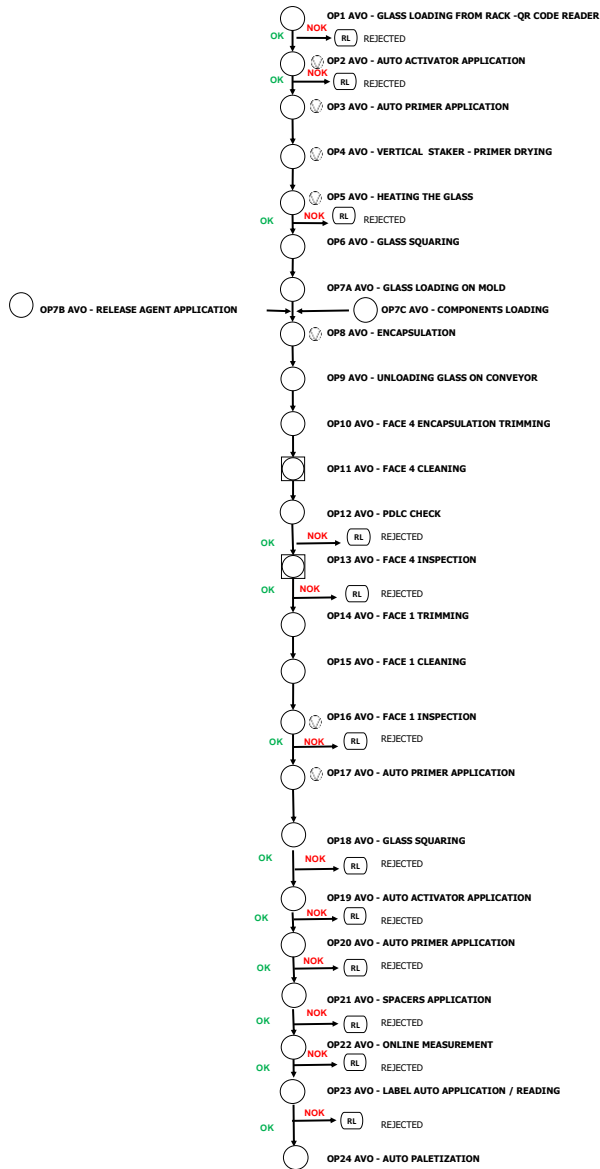 OP1 AVO - GLASS LOADING FROM RACK -QR CODE READER
NOK
OK RL REJECTED
OP2 AVO - AUTO ACTIVATOR APPLICATION
NOK
OK RL REJECTED
OP3 AVO - AUTO PRIMER APPLICATION
OP4 AVO - VERTICAL STAKER - PRIMER DRYING
OP5 AVO - HEATING THE GLASS
OK NOK RL REJECTED
OP6 AVO - GLASS SQUARING
OP7A AVO - GLASS LOADING ON MOLD
OP7B AVO - RELEASE AGENT APPLICATION OP7C AVO - COMPONENTS LOADING
OP8 AVO - ENCAPSULATION
OP9 AVO - UNLOADING GLASS ON CONVEYOR
OP10 AVO - FACE 4 ENCAPSULATION TRIMMING
OP11 AVO - FACE 4 CLEANING
OP12 AVO - PDLC CHECK
OK NOK RL REJECTED
OP13 AVO - FACE 4 INSPECTION
OK NOK RL REJECTED
OP14 AVO - FACE 1 TRIMMING
OP15 AVO - FACE 1 CLEANING
OP16 AVO - FACE 1 INSPECTION
OK NOK RL REJECTED
OP17 AVO - AUTO PRIMER APPLICATION
OP18 AVO - GLASS SQUARING
OK NOK RL REJECTED
OP19 AVO - AUTO ACTIVATOR APPLICATION
OK NOK RL REJECTED
OP20 AVO - AUTO PRIMER APPLICATION
OK NOK RL REJECTED
OP21 AVO - SPACERS APPLICATION
OK NOK RL REJECTED
OP22 AVO - ONLINE MEASUREMENT
OK NOK RL REJECTED
OP23 AVO - LABEL AUTO APPLICATION / READING
OK NOK RL REJECTED
OP24 AVO - AUTO PALETIZATION